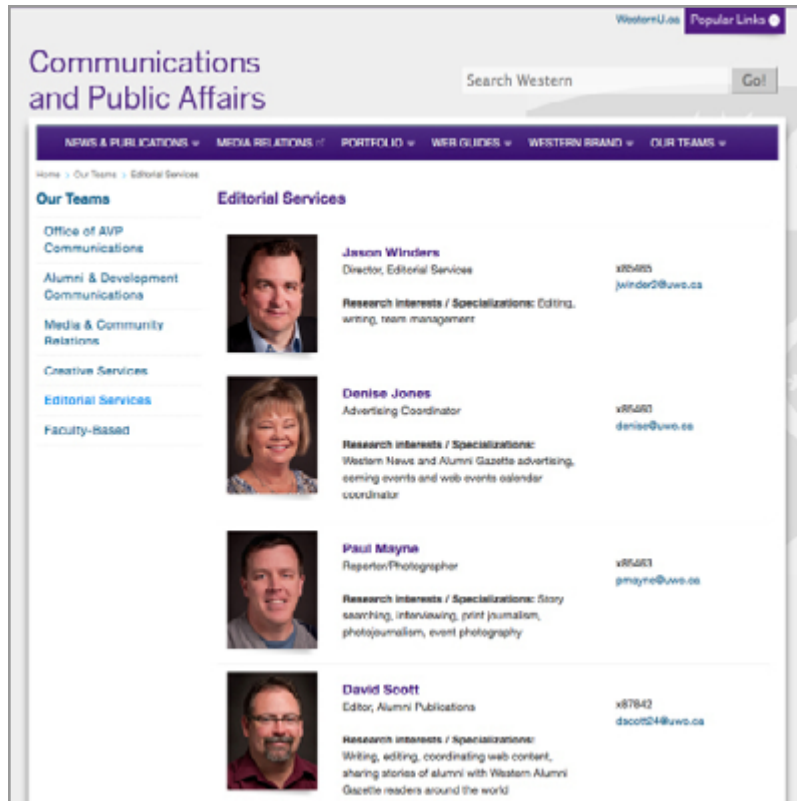 WesternU.ca Popular Links
Communications
and Public Affairs
Search Western Go!
NEWS & PUBLICATIONS MEDIA RELATIONS PORTFOLIO WEB GUIDES WESTERN BRAND OUR TEAMS
Home > Our Teams > Editorial Services
Our Teams
Office of AVP
Communications
Alumni & Development
Communications
Media & Community
Relations
Creative Services
Editorial Services
Faculty-Based
Editorial Services
Jason Winders
Director, Editorial Services
Research Interests / Specializations: Editing,
writing, team management
x85465
jwinder2@uwo.ca
Denise Jones
Advertising Coordinator
Research Interests / Specializations:
Western News and Alumni Gazette advertising,
coming events and web events calendar
coordinator
x85460
denise@uwo.ca
Paul Mayne
Reporter/Photographer
Research Interests / Specializations: Story
searching, interviewing, print journalism,
photojournalism, event photography
x85463
pmayne@uwo.ca
David Scott
Editor, Alumni Publications
Research Interests / Specializations:
Writing, editing, coordinating web content,
sharing stories of alumni with Western Alumni
Gazette readers around the world
x87842
dscott24@uwo.ca